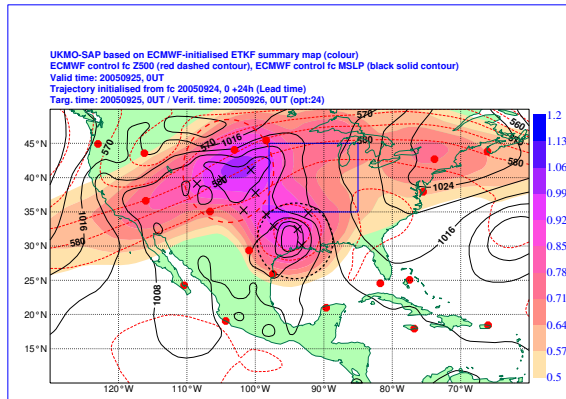 UKMO-SAP based on ECMWF-initialised ETKF summary map (colour)
ECMWF control fc Z500 (red dashed contour), ECMWF control fc MSLP (black solid contour)
Valid time: 20050925, 0UT
Trajectory initialised from fc 20050924, 0 +24h (Lead time)
Targ. time: 20050925, 0UT / Verif. time: 20050926, 0UT (opt:24)
45°N
40°N
35°N
30°N
25°N
20°N
15°N
120°W
110°W
100°W
90°W
80°W
70°W
1.2
1.13
1.06
0.99
0.92
0.85
0.78
0.71
0.64
0.57
0.5
570
570
1016
580
580
570
560
580
1024
1016
1016
580
1008